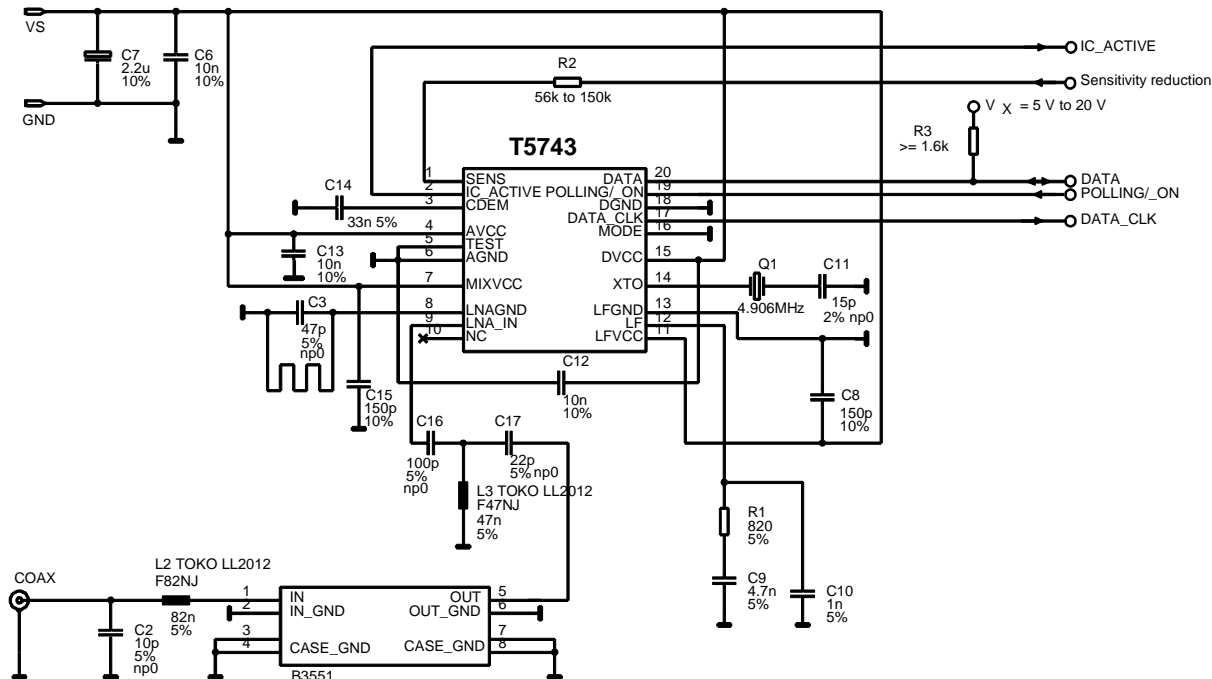 VS
GND
C7
2.2u
10%
C6
10n
10%
R2
56k to 150k
IC_ACTIVE
Sensitivity reduction
V X = 5 V to 20 V
R3
>= 1.6k
DATA
POLLING/_ON
DATA_CLK
T5743
1 SENS
2 IC_ACTIVE
3 CDEM
4 AVCC
5 TEST
6 AGND
7 MIXVCC
8 LNAGND
9 LNA_IN
10 NC
DATA 20
POLLING/_ON 19
DGND 18
DATA_CLK 17
MODE 16
DVCC 15
XTO 14
LFGND 13
LF 12
LFVCC 11
C14
33n 5%
C13
10n
10%
C3
47p
5%
np0
C15
150p
10%
Q1
4.906MHz
C11
15p
2% np0
C12
10n
10%
C8
150p
10%
C16
100p
5%
np0
C17
22p
5% np0
L3 TOKO LL2012
F47NJ
47n
5%
R1
820
5%
C9
4.7n
5%
C10
1n
5%
COAX
L2 TOKO LL2012
F82NJ
82n
5%
C2
10p
5%
np0
1 IN
2 IN_GND
3
4 CASE_GND
OUT 5
OUT_GND 6
7
CASE_GND 8
B3551